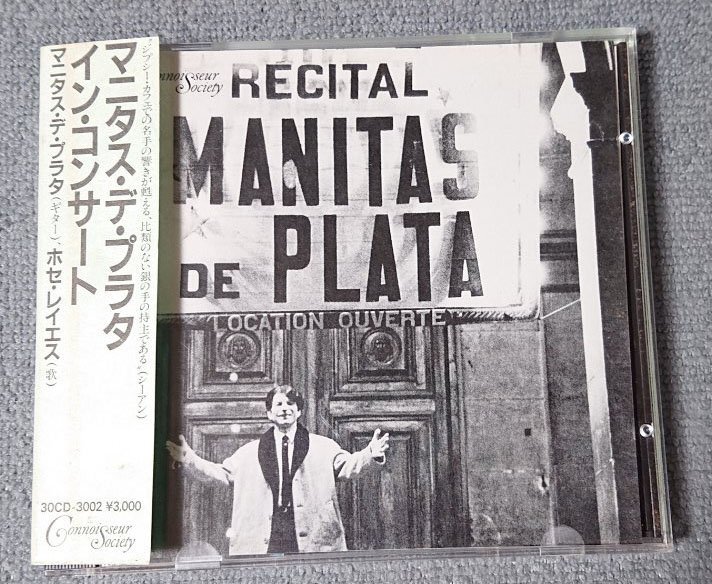 “ジプシー・カフェでの名手の響きが甦える、比類のない銀の手の持主である”(シーアン)
マニタス・デ・プラタ
イン・コンサート
マニタス・デ・プラタ(ギター)、ホセ・レイエス(歌)
30CD-3002 ¥3,000
Connoisseur
Society
Connoisseur
Society
RECITAL
MANITAS
DE PLATA
LOCATION OUVERTE